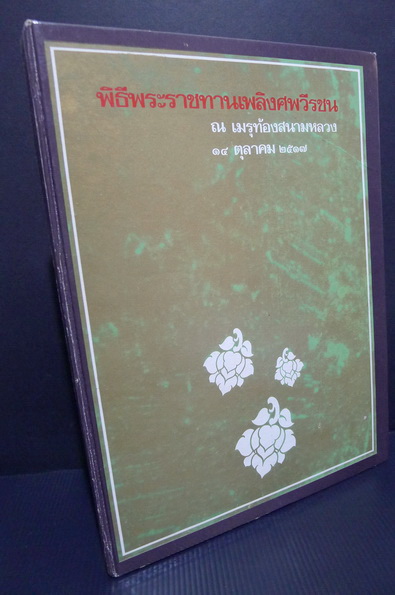 พิธีพระราชทานเพลิงศพวีรชน
ณ เมรุท้องสนามหลวง
๑๔ ตุลาคม ๒๕๑๗